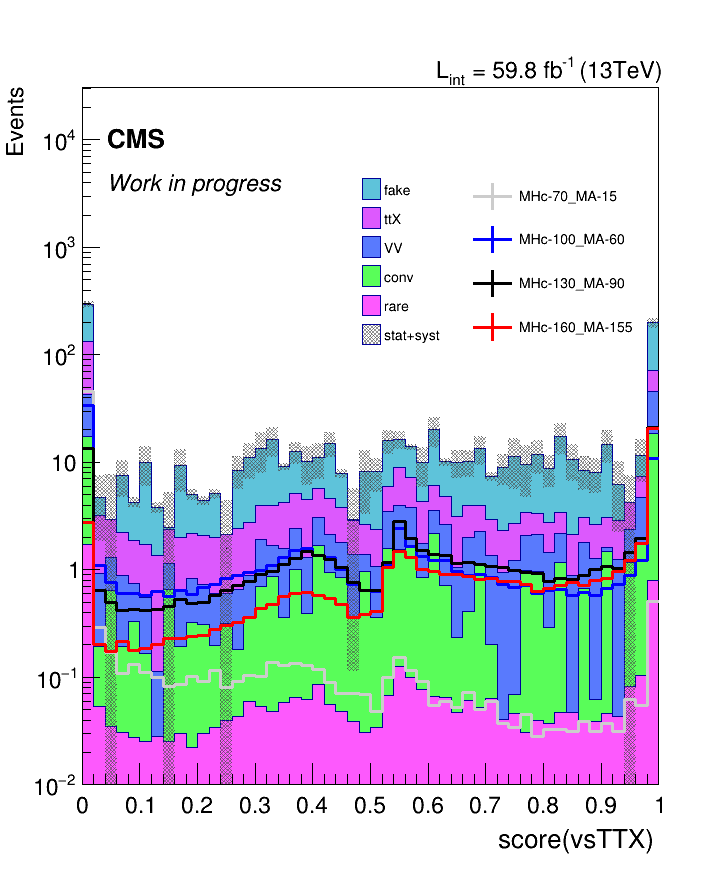 L_int = 59.8 fb^-1 (13TeV)
Events
CMS
Work in progress
fake
ttX
VV
conv
rare
stat+syst
MHc-70_MA-15
MHc-100_MA-60
MHc-130_MA-90
MHc-160_MA-155
10^4
10^3
10^2
10
1
10^−1
10^−2
0 0.1 0.2 0.3 0.4 0.5 0.6 0.7 0.8 0.9 1
score(vsTTX)